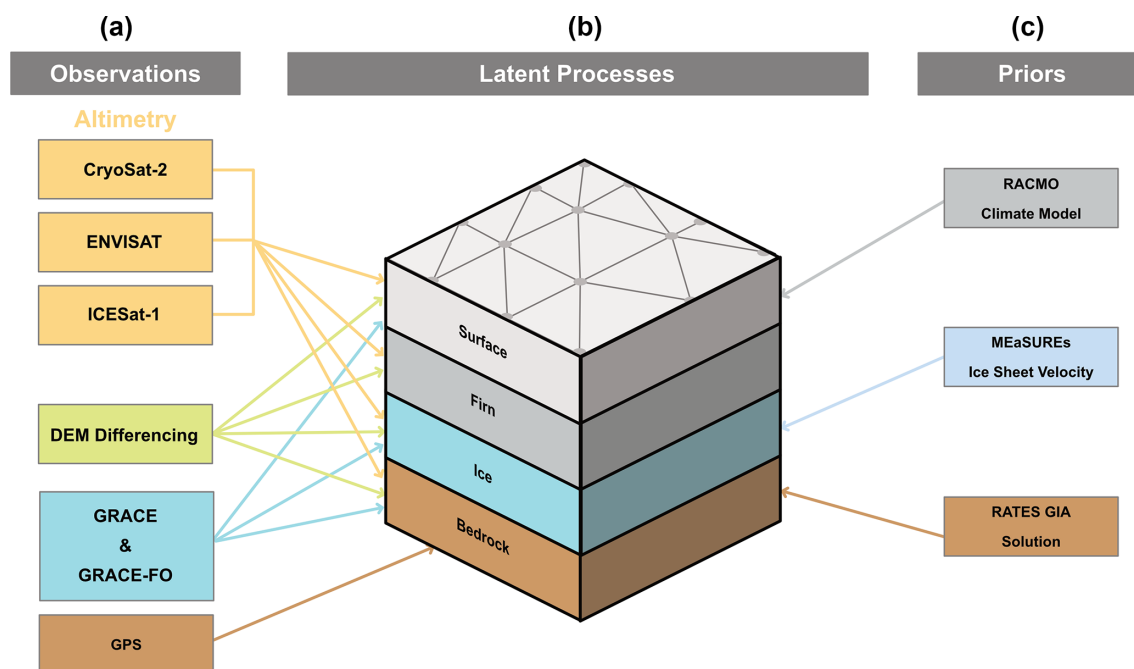 (a)
(b)
(c)
Observations
Latent Processes
Priors
Altimetry
CryoSat-2
ENVISAT
ICESat-1
DEM Differencing
GRACE
&
GRACE-FO
GPS
Surface
Firn
Ice
Bedrock
RACMO
Climate Model
MEaSUREs
Ice Sheet Velocity
RATES GIA
Solution